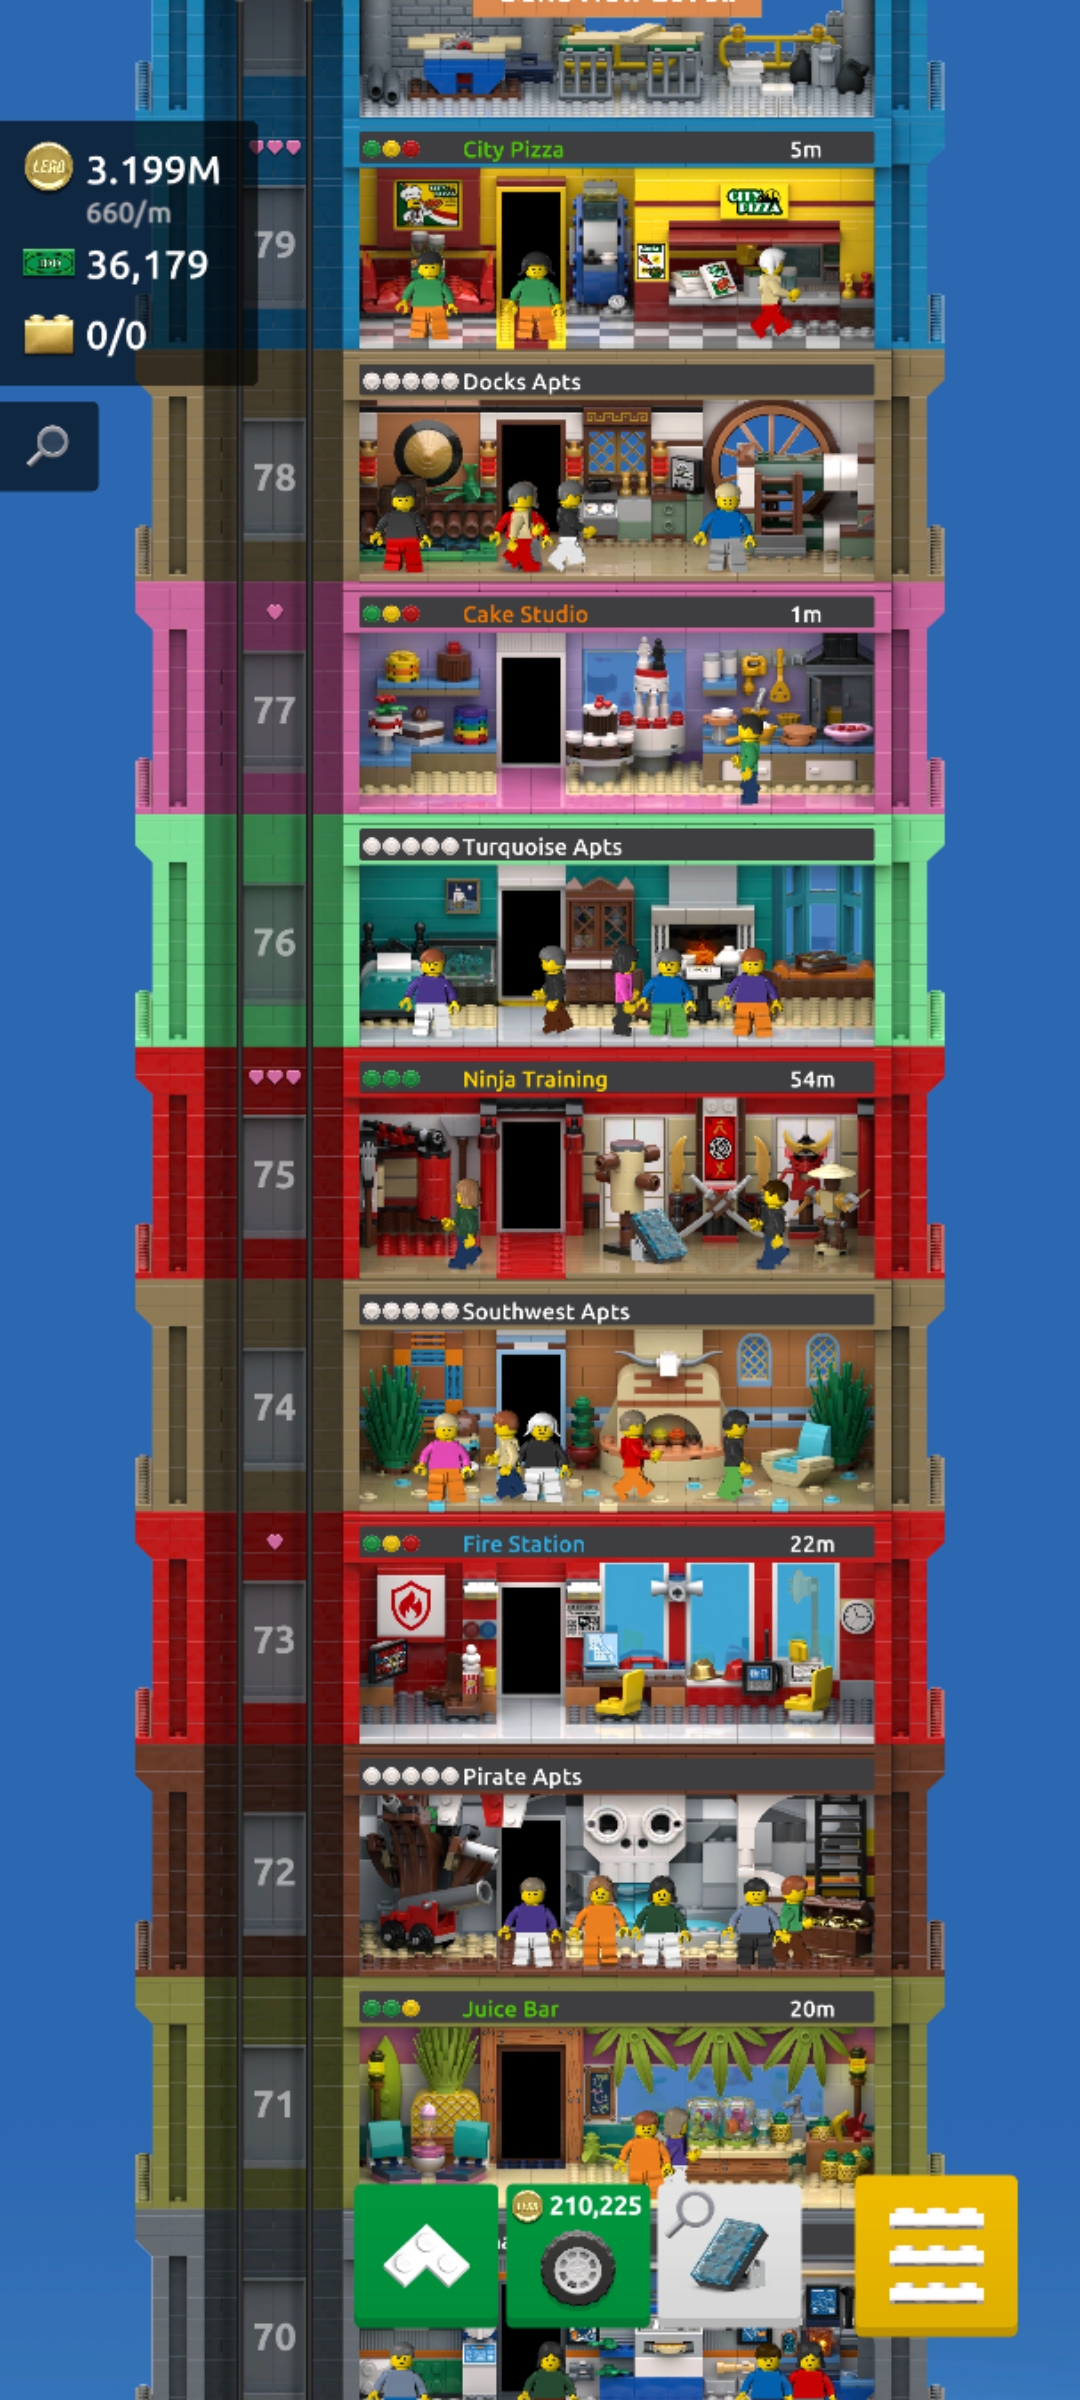 LEGO 3.199M
660/m
36,179
0/0
City Pizza 5m
79
CITY PIZZA
Docks Apts
78
Cake Studio 1m
77
Turquoise Apts
76
Ninja Training 54m
75
Southwest Apts
74
Fire Station 22m
73
Pirate Apts
72
Juice Bar 20m
71
210,225
70